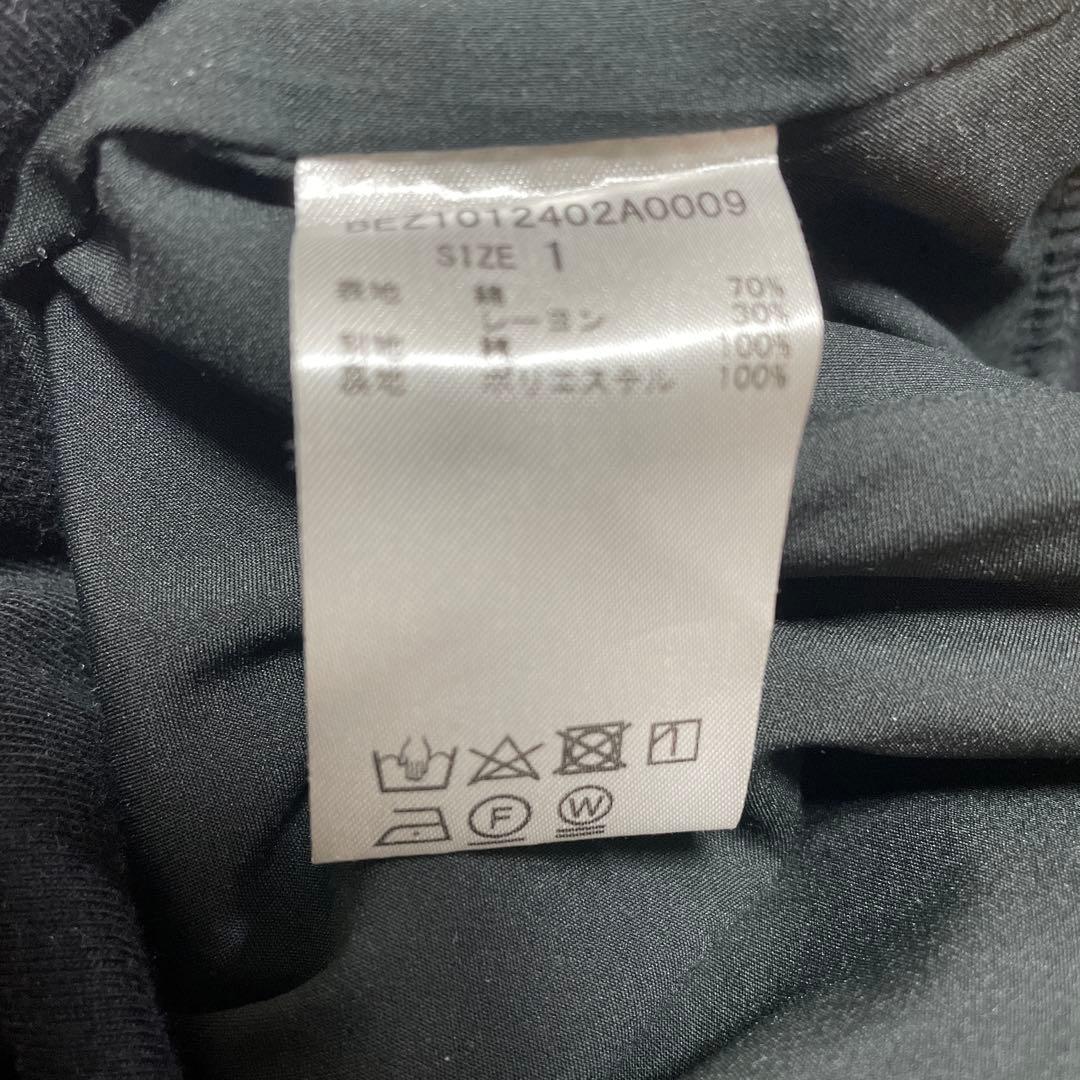 BEZ1012402A0009
SIZE 1
表地 綿 70%
レーヨン 30%
別地 綿 100%
裏地 ポリエステル 100%
F
W